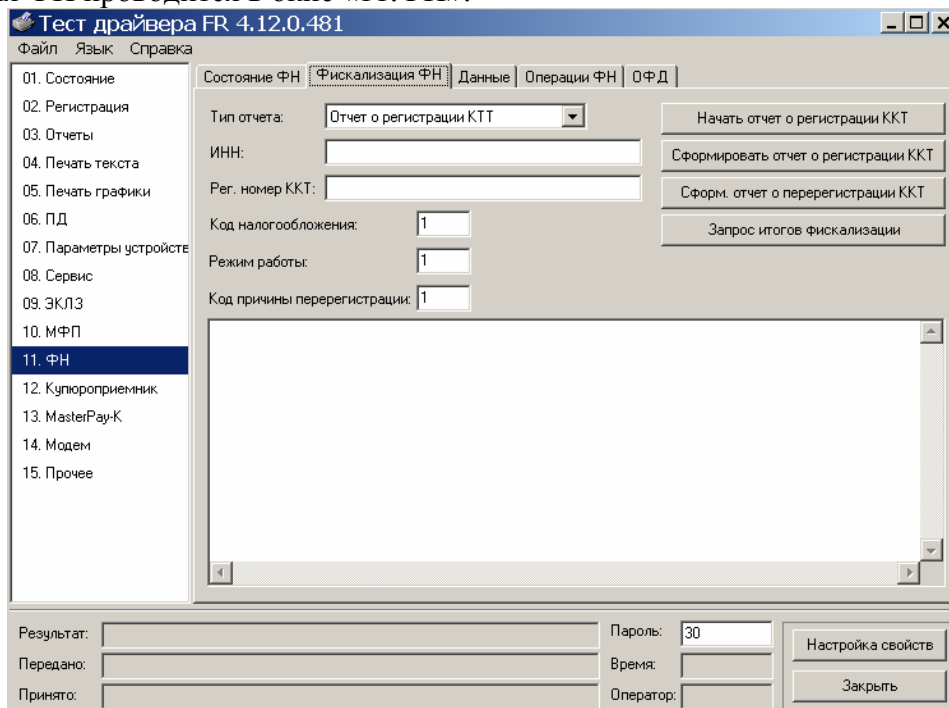 проводится в окне «11. ФН».
Тест драйвера FR 4.12.0.481
Файл Язык Справка
01. Состояние
02. Регистрация
03. Отчеты
04. Печать текста
05. Печать графики
06. ПД
07. Параметры устройств
08. Сервис
09. ЭКЛЗ
10. МФП
11. ФН
12. Купюроприемник
13. MasterPay-K
14. Модем
15. Прочее
Состояние ФН Фискализация ФН Данные Операции ФН ОФД
Тип отчета: Отчет о регистрации КТТ
ИНН:
Рег. номер ККТ:
Код налогообложения: 1
Режим работы: 1
Код причины перерегистрации: 1
Начать отчет о регистрации ККТ
Сформировать отчет о регистрации ККТ
Сформ. отчет о перерегистрации ККТ
Запрос итогов фискализации
Результат:
Передано:
Принято:
Пароль: 30
Время:
Оператор:
Настройка свойств
Закрыть